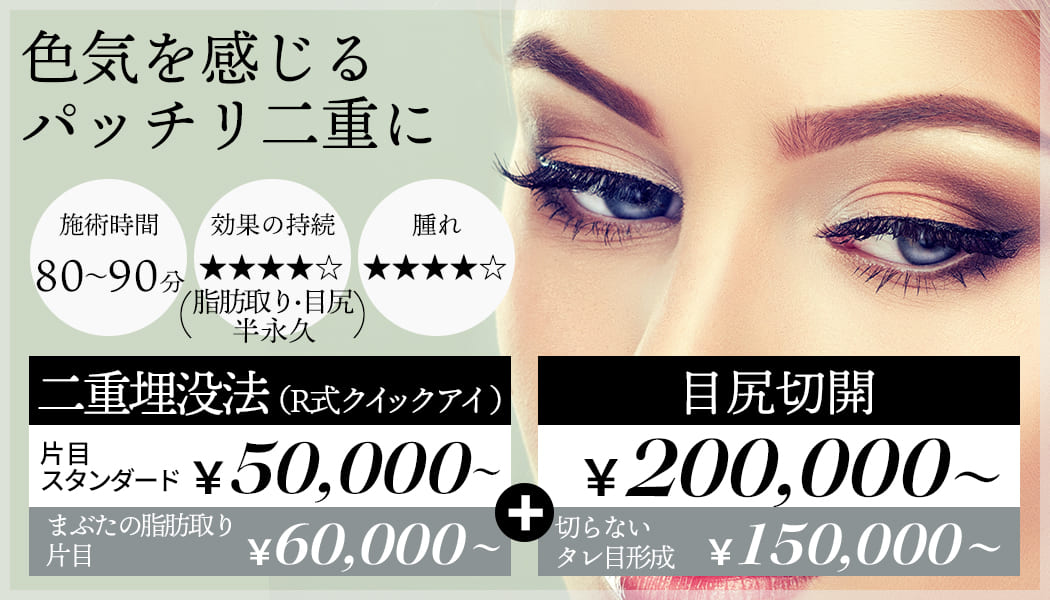 色気を感じる
パッチリ二重に
施術時間
80~90分
効果の持続
★★★★☆
(脂肪取り・目尻)
半永久
腫れ
★★★★☆
二重埋没法(R式クイックアイ)
片目
スタンダード
¥50,000~
まぶたの脂肪取り
片目
¥60,000~
+
目尻切開
¥200,000~
切らない
タレ目形成
¥150,000~